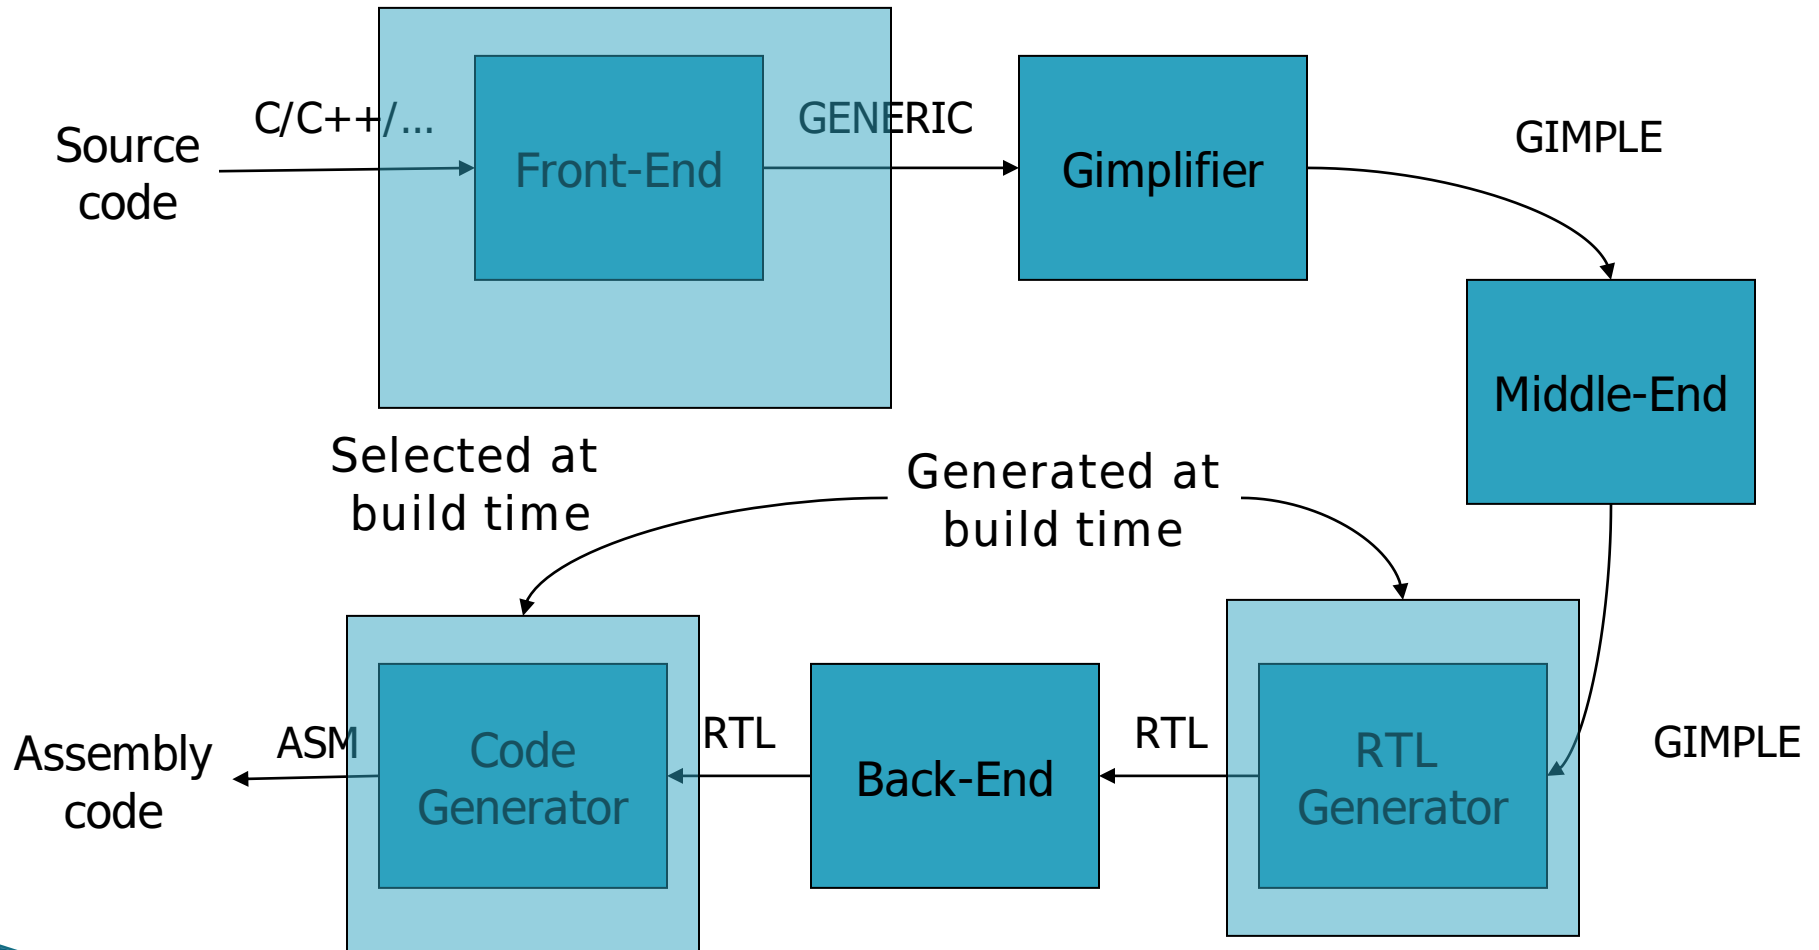 C/C++/...
Source
code
Front-End
GENERIC
Gimplifier
GIMPLE
Middle-End
Selected at
build time
Generated at
build time
GIMPLE
RTL
Generator
RTL
Back-End
RTL
Code
Generator
ASM
Assembly
code